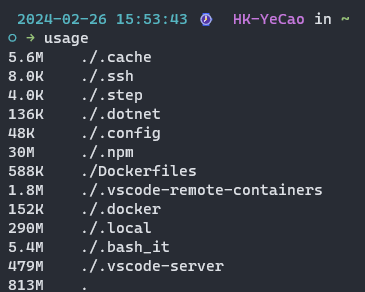 2024-02-26 15:53:43 HK-YeCao in ~
→ usage
5.6M ./.cache
8.0K ./.ssh
4.0K ./.step
136K ./.dotnet
48K ./.config
30M ./.npm
588K ./Dockerfiles
1.8M ./.vscode-remote-containers
152K ./.docker
290M ./.local
5.4M ./.bash_it
479M ./.vscode-server
813M .